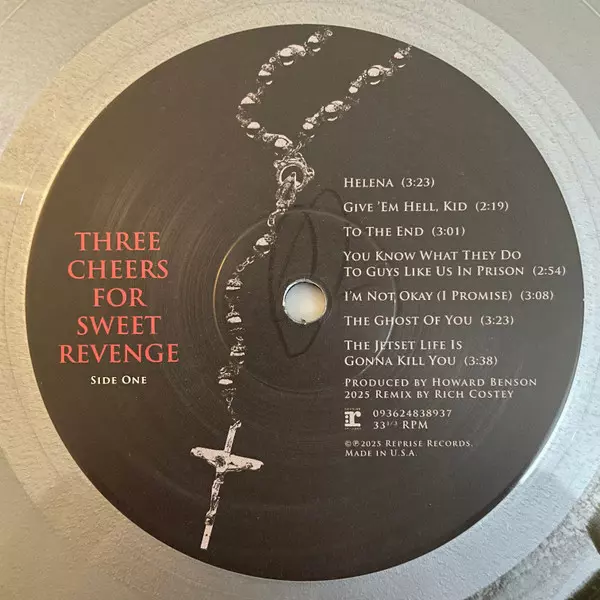 THREE
CHEERS
FOR
SWEET
REVENGE
SIDE ONE
HELENA (3:23)
GIVE 'EM HELL, KID (2:19)
TO THE END (3:01)
YOU KNOW WHAT THEY DO
TO GUYS LIKE US IN PRISON (2:54)
I'M NOT OKAY (I PROMISE) (3:08)
THE GHOST OF YOU (3:23)
THE JETSET LIFE IS
GONNA KILL YOU (3:38)
PRODUCED BY HOWARD BENSON
2025 REMIX BY RICH COSTEY
r
093624838937
33 1/3 RPM
©℗2025 REPRISE RECORDS.
MADE IN U.S.A.